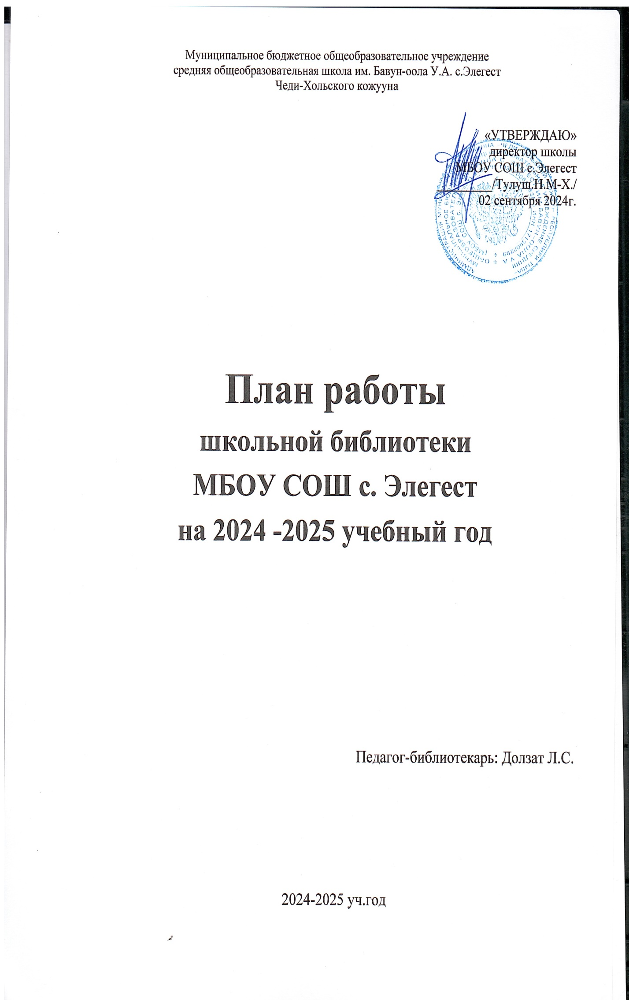 Муниципальное бюджетное общеобразовательное учреждение
средняя общеобразовательная школа им. Бавун-оола У.А. с.Элегест
Чеди-Хольского кожууна
«УТВЕРЖДАЮ»
директор школы
МБОУ СОШ с.Элегест
/Тулуш.Н.М-Х./
02 сентября 2024г.
План работы
школьной библиотеки
МБОУ СОШ с. Элегест
на 2024 -2025 учебный год
Педагог-библиотекарь: Долзат Л.С.
2024-2025 уч.год